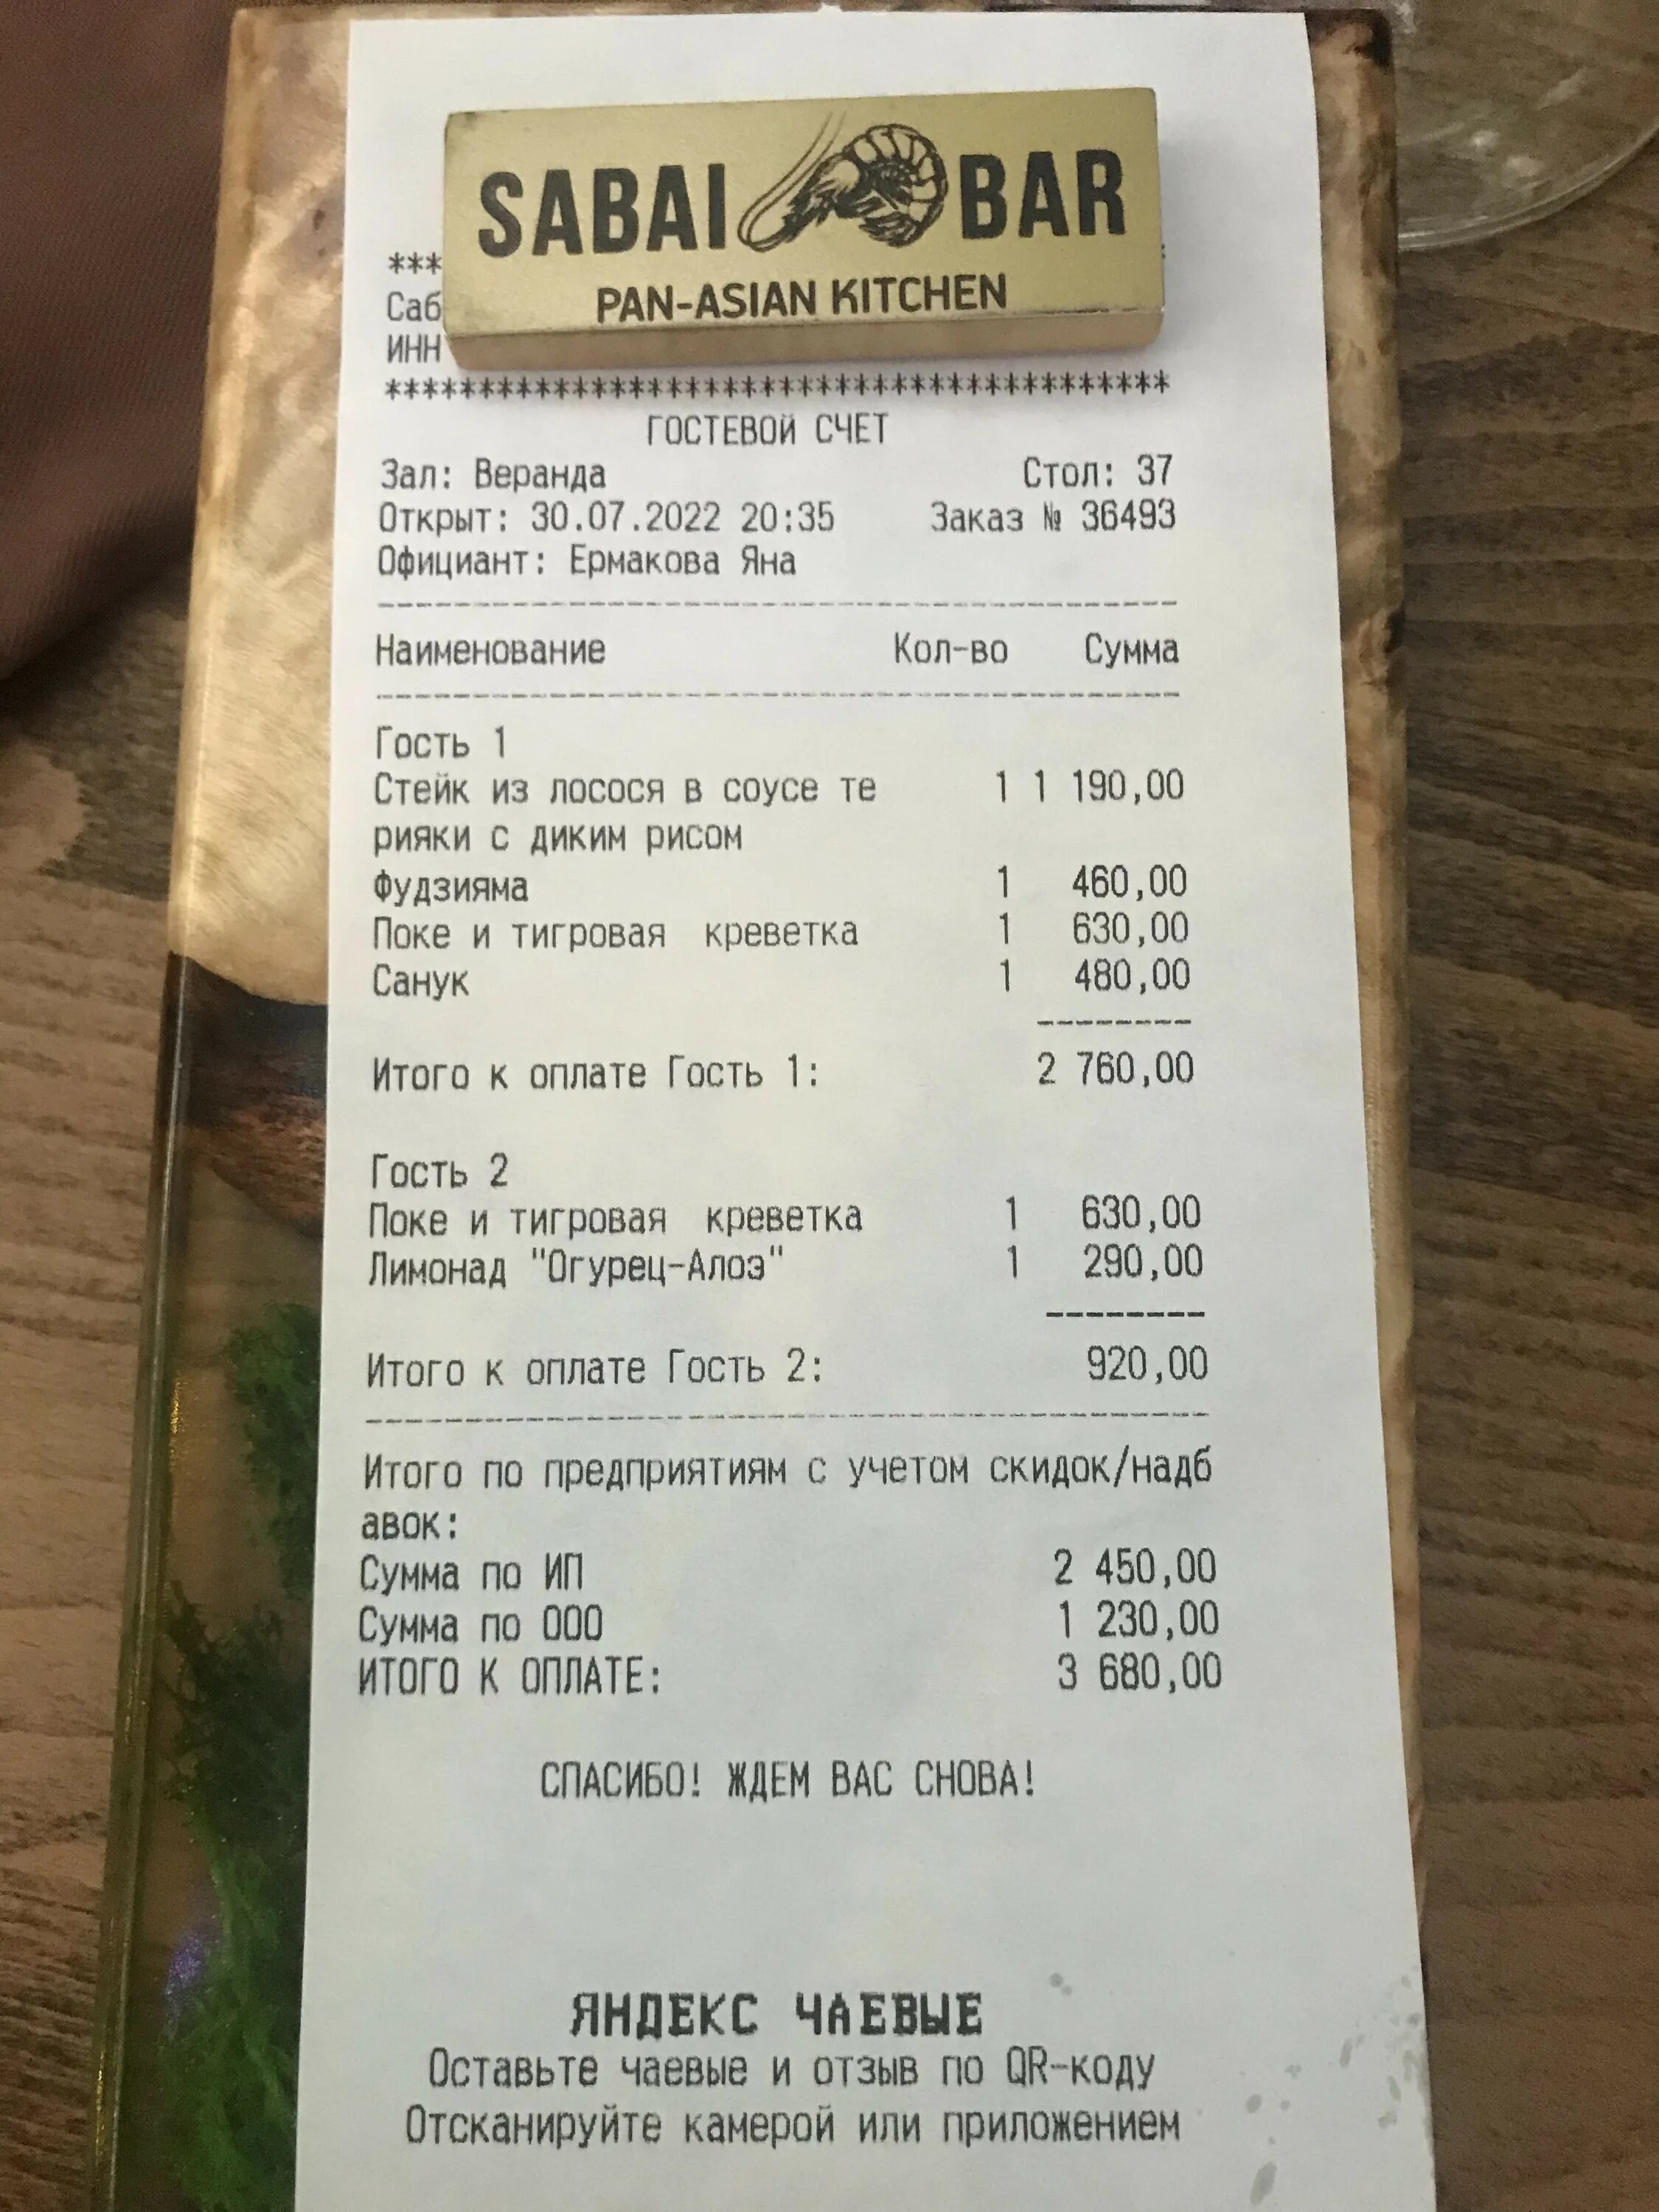 SABAI BAR
PAN-ASIAN KITCHEN
***
Саб
ИНН
******************************************
ГОСТЕВОЙ СЧЕТ
Зал: Веранда Стол: 37
Открыт: 30.07.2022 20:35 Заказ № 36493
Официант: Ермакова Яна
Наименование Кол-во Сумма
Гость 1
Стейк из лосося в соусе те 1 1 190,00
рияки с диким рисом
Фудзияма 1 460,00
Поке и тигровая креветка 1 630,00
Санук 1 480,00
Итого к оплате Гость 1: 2 760,00
Гость 2
Поке и тигровая креветка 1 630,00
Лимонад "Огурец-Алоэ" 1 290,00
Итого к оплате Гость 2: 920,00
Итого по предприятиям с учетом скидок/надб
авок:
Сумма по ИП 2 450,00
Сумма по ООО 1 230,00
ИТОГО К ОПЛАТЕ: 3 680,00
СПАСИБО! ЖДЕМ ВАС СНОВА!
ЯНДЕКС ЧАЕВЫЕ
Оставьте чаевые и отзыв по QR-коду
Отсканируйте камерой или приложением